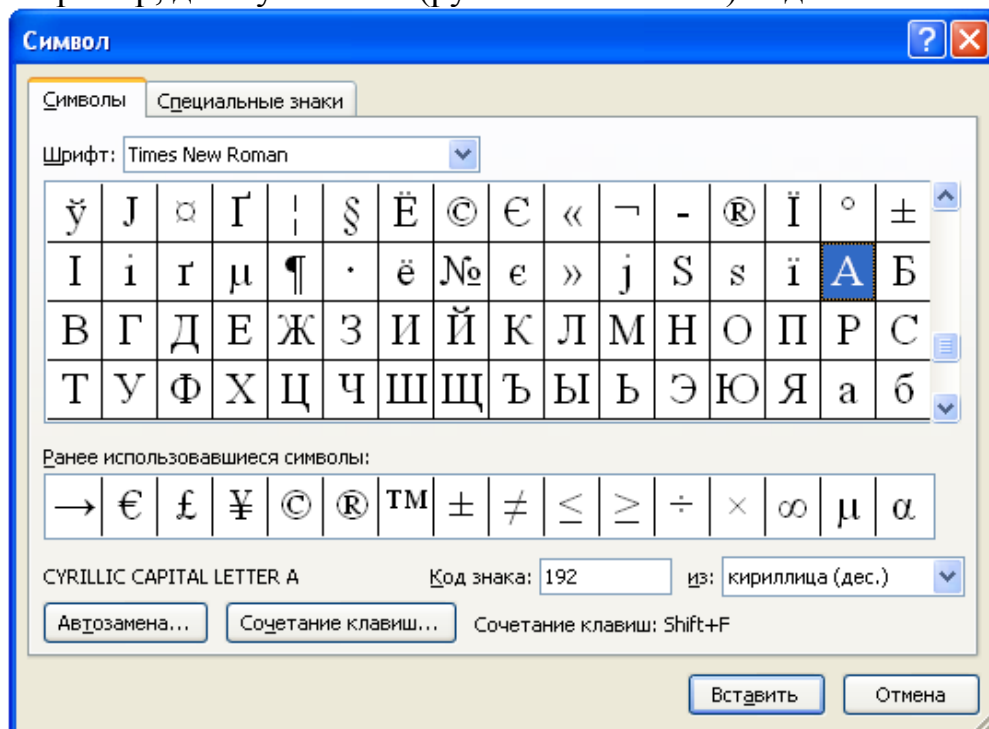 Символ
Символы Специальные знаки
Шрифт: Times New Roman
ў Ј ¤ Ґ ¦ § Ё © Є « ¬ - ® Ї ° ±
І і ґ µ ¶ · ё № є » ј Ѕ ѕ ї А Б
В Г Д Е Ж З И Й К Л М Н О П Р С
Т У Ф Х Ц Ч Ш Щ Ъ Ы Ь Э Ю Я а б
Ранее использовавшиеся символы:
→ € £ ¥ © ® ™ ± ≠ ≤ ≥ ÷ × ∞ µ α
CYRILLIC CAPITAL LETTER A Код знака: 192 из: кириллица (дес.)
Автозамена... Сочетание клавиш... Сочетание клавиш: Shift+F
Вставить Отмена